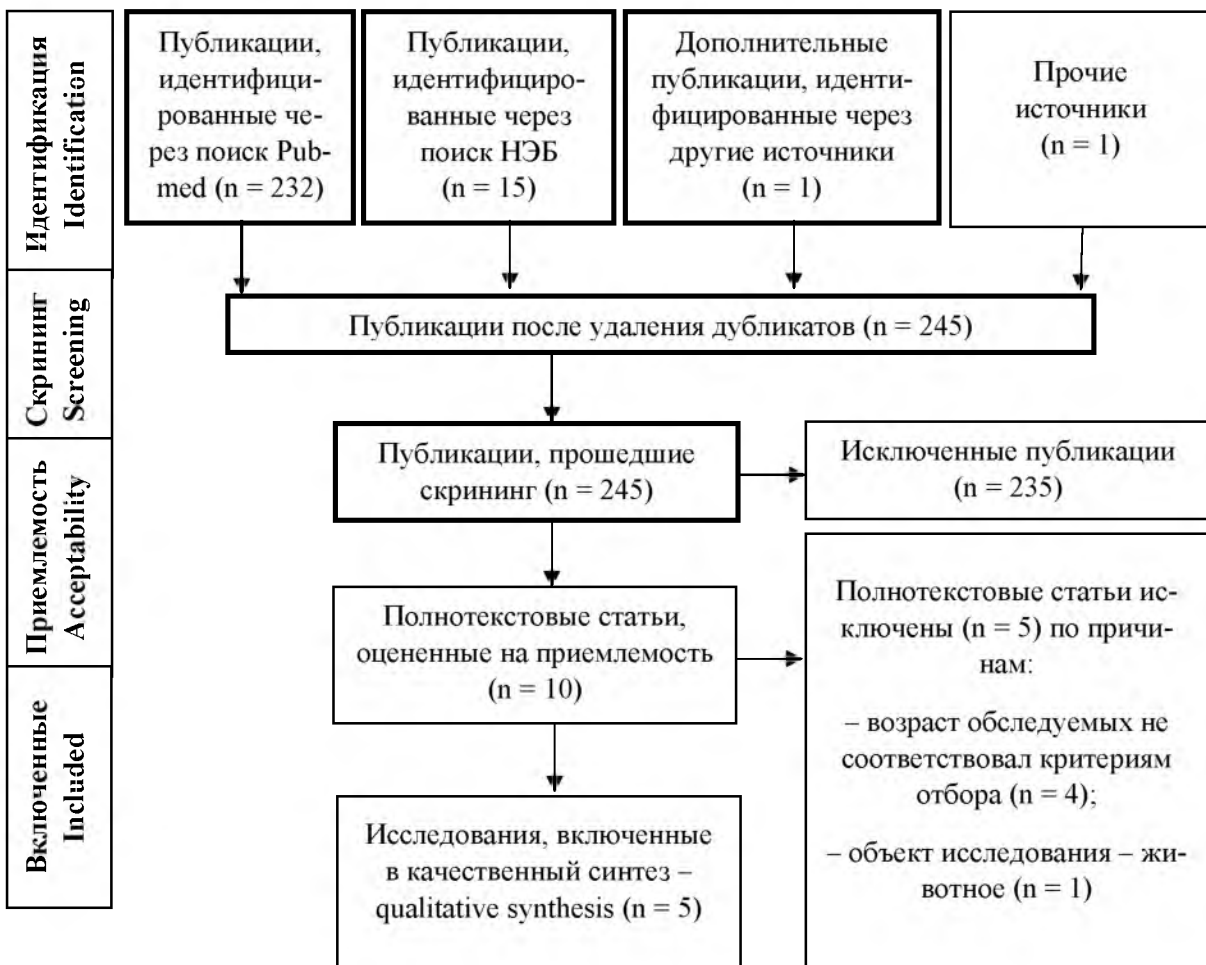 Идентификация
Identification
Публикации,
идентифици-
рованные че-
рез поиск Pub-
med (n = 232)
Публикации,
идентифициро-
ванные через
поиск НЭБ
(n = 15)
Дополнительные
публикации, иденти-
фицированные через
другие источники
(n = 1)
Прочие
источники
(n = 1)
Скрининг
Screening
Публикации после удаления дубликатов (n = 245)
Приемлемость
Acceptability
Публикации, прошедшие
скрининг (n = 245)
Исключенные публикации
(n = 235)
Полнотекстовые статьи,
оцененные на приемлемость
(n = 10)
Полнотекстовые статьи ис-
ключены (n = 5) по причи-
нам:
– возраст обследуемых не
соответствовал критериям
отбора (n = 4);
– объект исследования – жи-
вотное (n = 1)
Включенные
Included
Исследования, включенные
в качественный синтез –
qualitative synthesis (n = 5)